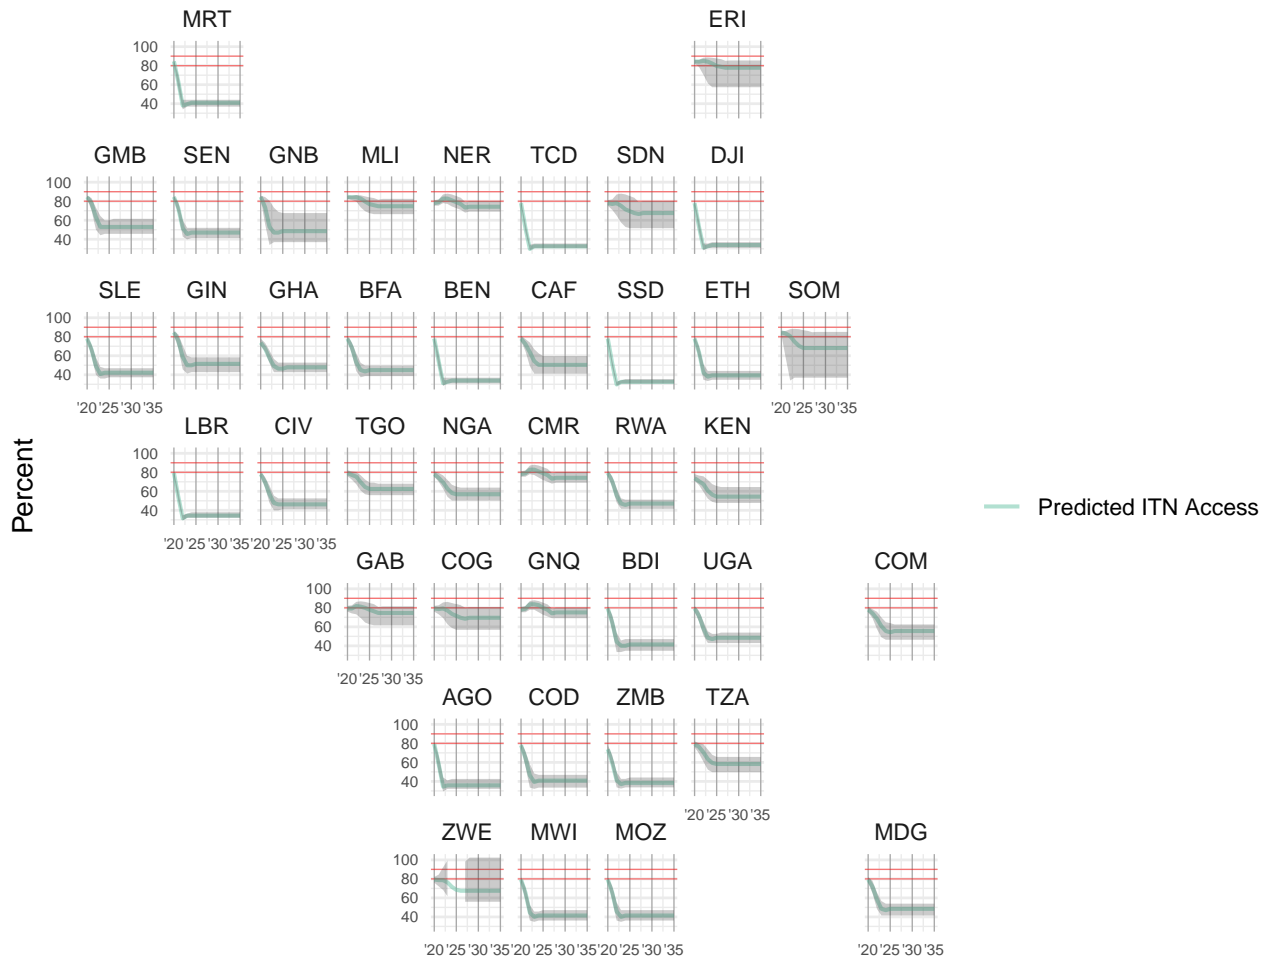 MRT ERI
100
80
60
40
GMB SEN GNB MLI NER TCD SDN DJI
100
80
60
40
SLE GIN GHA BFA BEN CAF SSD ETH SOM
100
80
60
40
'20 '25 '30 '35 '20 '25 '30 '35
LBR CIV TGO NGA CMR RWA KEN
100
80
60
40
'20 '25 '30 '35 '20 '25 '30 '35
Percent
Predicted ITN Access
GAB COG GNQ BDI UGA COM
100
80
60
40
'20 '25 '30 '35
AGO COD ZMB TZA
100
80
60
40
'20 '25 '30 '35
ZWE MWI MOZ MDG
100
80
60
40
'20 '25 '30 '35 '20 '25 '30 '35 '20 '25 '30 '35 '20 '25 '30 '35